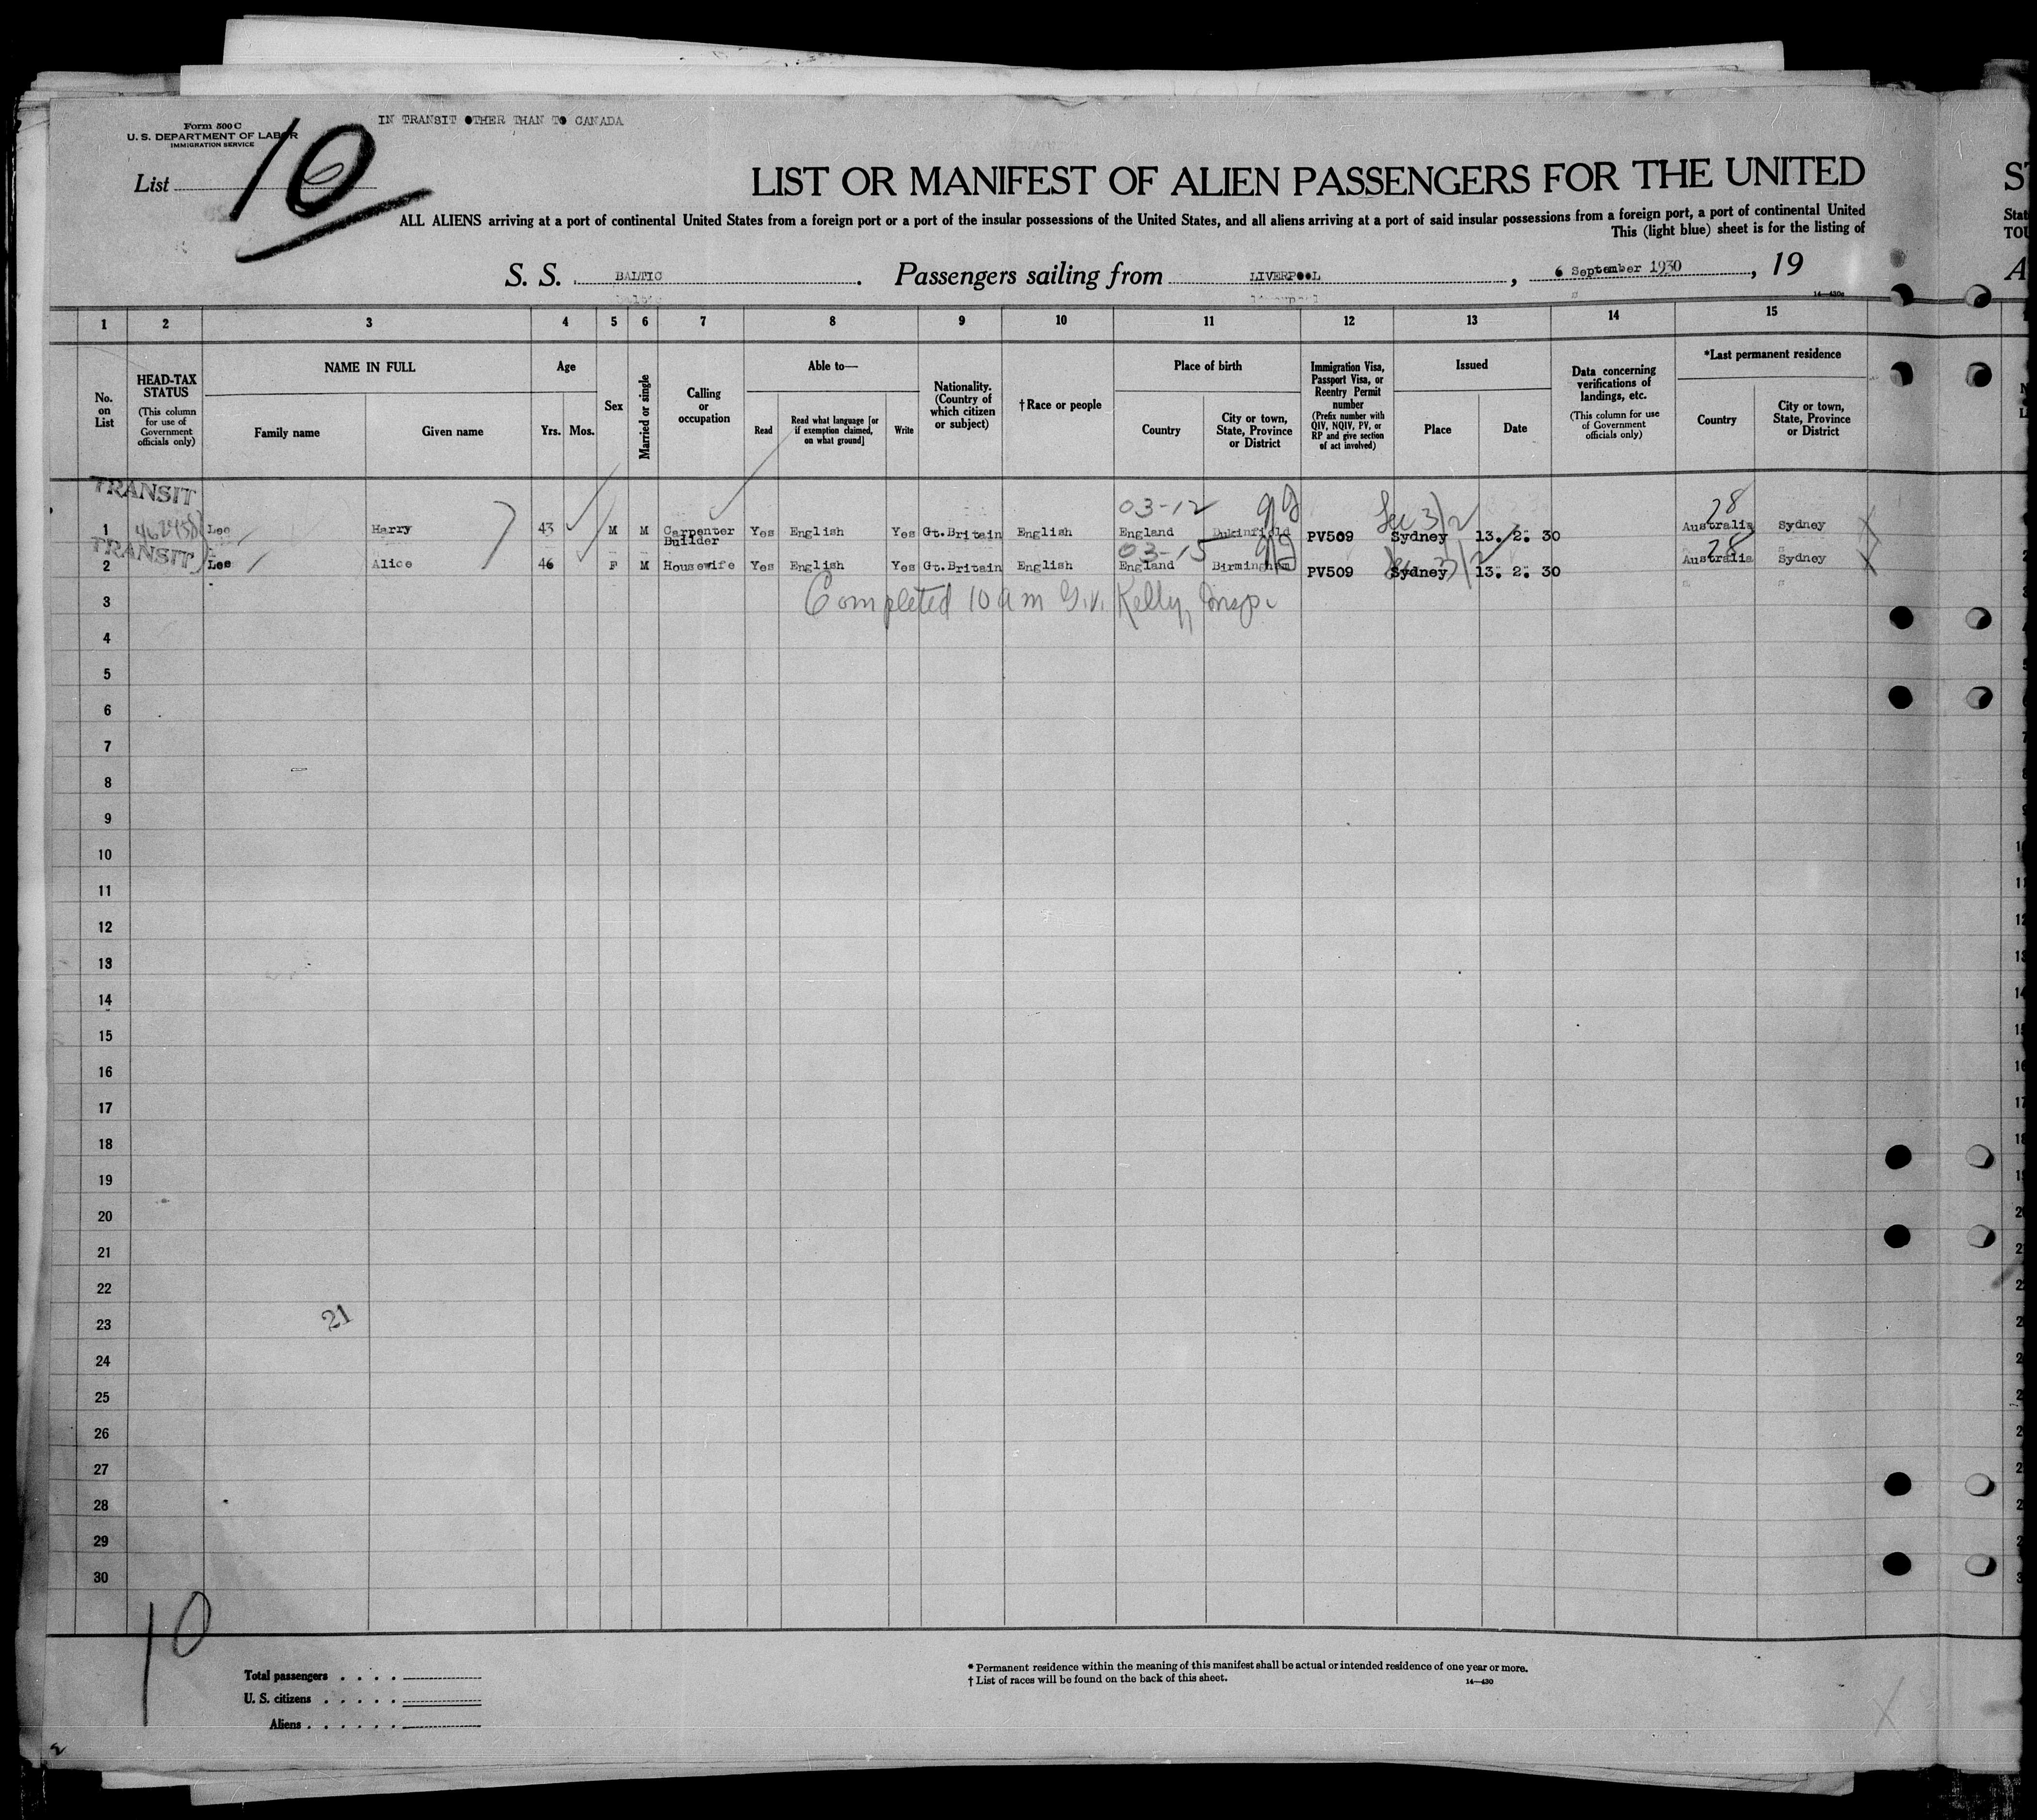 Form 500 C
U. S. DEPARTMENT OF LABOR
IMMIGRATION SERVICE
IN TRANSIT OTHER THAN TO CANADA
List 10
LIST OR MANIFEST OF ALIEN PASSENGERS FOR THE UNITED
ALL ALIENS arriving at a port of continental United States from a foreign port or a port of the insular possessions of the United States, and all aliens arriving at a port of said insular possessions from a foreign port, a port of continental United
This (light blue) sheet is for the listing of
S. S. BALTIC. Passengers sailing from LIVERPOOL, 6 September 1930, 19
14—430c
1 2 3 4 5 6 7 8 9 10 11 12 13 14 15
No. on List
HEAD-TAX STATUS
(This column for use of Government officials only)
NAME IN FULL
Family name Given name
Age
Yrs. Mos.
Sex
Married or single
Calling or occupation
Able to—
Read
Read what language [or if exemption claimed, on what ground]
Write
Nationality. (Country of which citizen or subject)
† Race or people
Place of birth
Country
City or town, State, Province or District
Immigration Visa, Passport Visa, or Reentry Permit number
(Prefix number with QIV, NQIV, PV, or RP and give section of act involved)
Issued
Place Date
Data concerning verifications of landings, etc.
(This column for use of Government officials only)
*Last permanent residence
Country
City or town, State, Province or District
TRANSIT
03-12 28
1 Lee Harry 43 M M Carpenter Builder Yes English Yes Gt.Britain English England Dukinfield PV509 Sec 3/2 Sydney 13. 2. 30 Australia Sydney
TRANSIT
03-15 28
2 Lee Alice 46 F M Housewife Yes English Yes Gt.Britain English England Birmingham PV509 Sydney 13. 2. 30 Australia Sydney
3 Completed 10 am G.V. Kelly, Insp.
4
5
6
7
8
9
10
11
12
13
14
15
16
17
18
19
20
21
22
23 21
24
25
26
27
28
29
30
10
Total passengers . . . .
U. S. citizens . . . . .
Aliens . . . . . .
* Permanent residence within the meaning of this manifest shall be actual or intended residence of one year or more.
† List of races will be found on the back of this sheet.
14—430